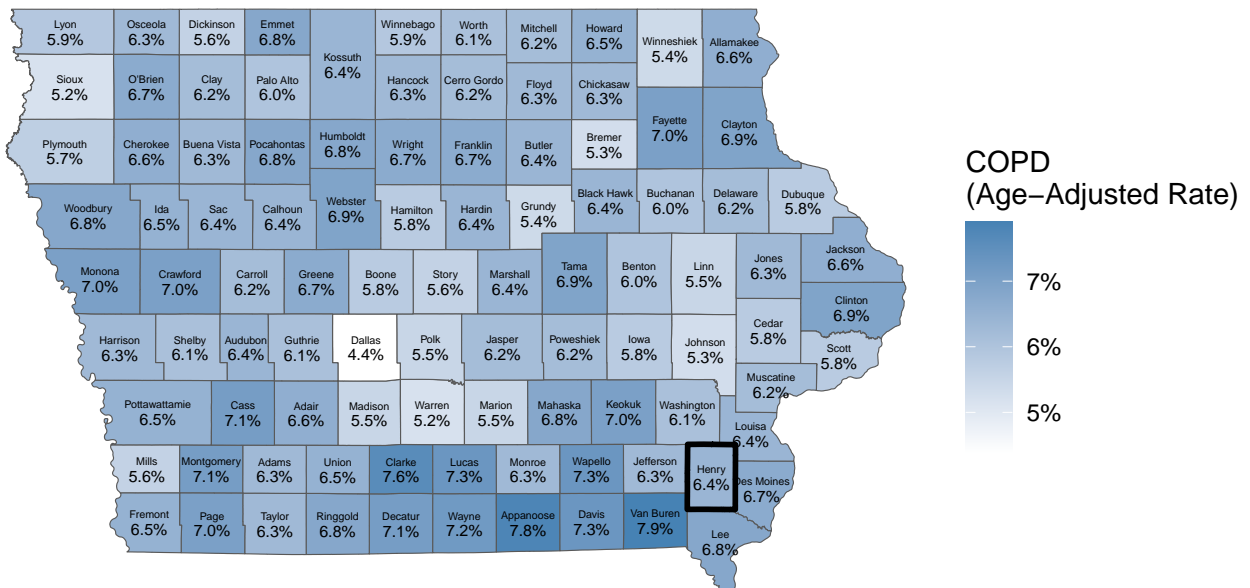 Lyon
5.9%
Osceola
6.3%
Dickinson
5.6%
Emmet
6.8%
Kossuth
6.4%
Winnebago
5.9%
Worth
6.1%
Mitchell
6.2%
Howard
6.5%
Winneshiek
5.4%
Allamakee
6.6%
Sioux
5.2%
O'Brien
6.7%
Clay
6.2%
Palo Alto
6.0%
Hancock
6.3%
Cerro Gordo
6.2%
Floyd
6.3%
Chickasaw
6.3%
Fayette
7.0%
Clayton
6.9%
Plymouth
5.7%
Cherokee
6.6%
Buena Vista
6.3%
Pocahontas
6.8%
Humboldt
6.8%
Wright
6.7%
Franklin
6.7%
Butler
6.4%
Bremer
5.3%
Woodbury
6.8%
Ida
6.5%
Sac
6.4%
Calhoun
6.4%
Webster
6.9%
Hamilton
5.8%
Hardin
6.4%
Grundy
5.4%
Black Hawk
6.4%
Buchanan
6.0%
Delaware
6.2%
Dubuque
5.8%
Monona
7.0%
Crawford
7.0%
Carroll
6.2%
Greene
6.7%
Boone
5.8%
Story
5.6%
Marshall
6.4%
Tama
6.9%
Benton
6.0%
Linn
5.5%
Jones
6.3%
Jackson
6.6%
Clinton
6.9%
Harrison
6.3%
Shelby
6.1%
Audubon
6.4%
Guthrie
6.1%
Dallas
4.4%
Polk
5.5%
Jasper
6.2%
Poweshiek
6.2%
Iowa
5.8%
Johnson
5.3%
Cedar
5.8%
Scott
5.8%
Muscatine
6.2%
Pottawattamie
6.5%
Cass
7.1%
Adair
6.6%
Madison
5.5%
Warren
5.2%
Marion
5.5%
Mahaska
6.8%
Keokuk
7.0%
Washington
6.1%
Louisa
6.4%
Mills
5.6%
Montgomery
7.1%
Adams
6.3%
Union
6.5%
Clarke
7.6%
Lucas
7.3%
Monroe
6.3%
Wapello
7.3%
Jefferson
6.3%
Henry
6.4%
Des Moines
6.7%
Fremont
6.5%
Page
7.0%
Taylor
6.3%
Ringgold
6.8%
Decatur
7.1%
Wayne
7.2%
Appanoose
7.8%
Davis
7.3%
Van Buren
7.9%
Lee
6.8%
COPD
(Age−Adjusted Rate)
7%
6%
5%